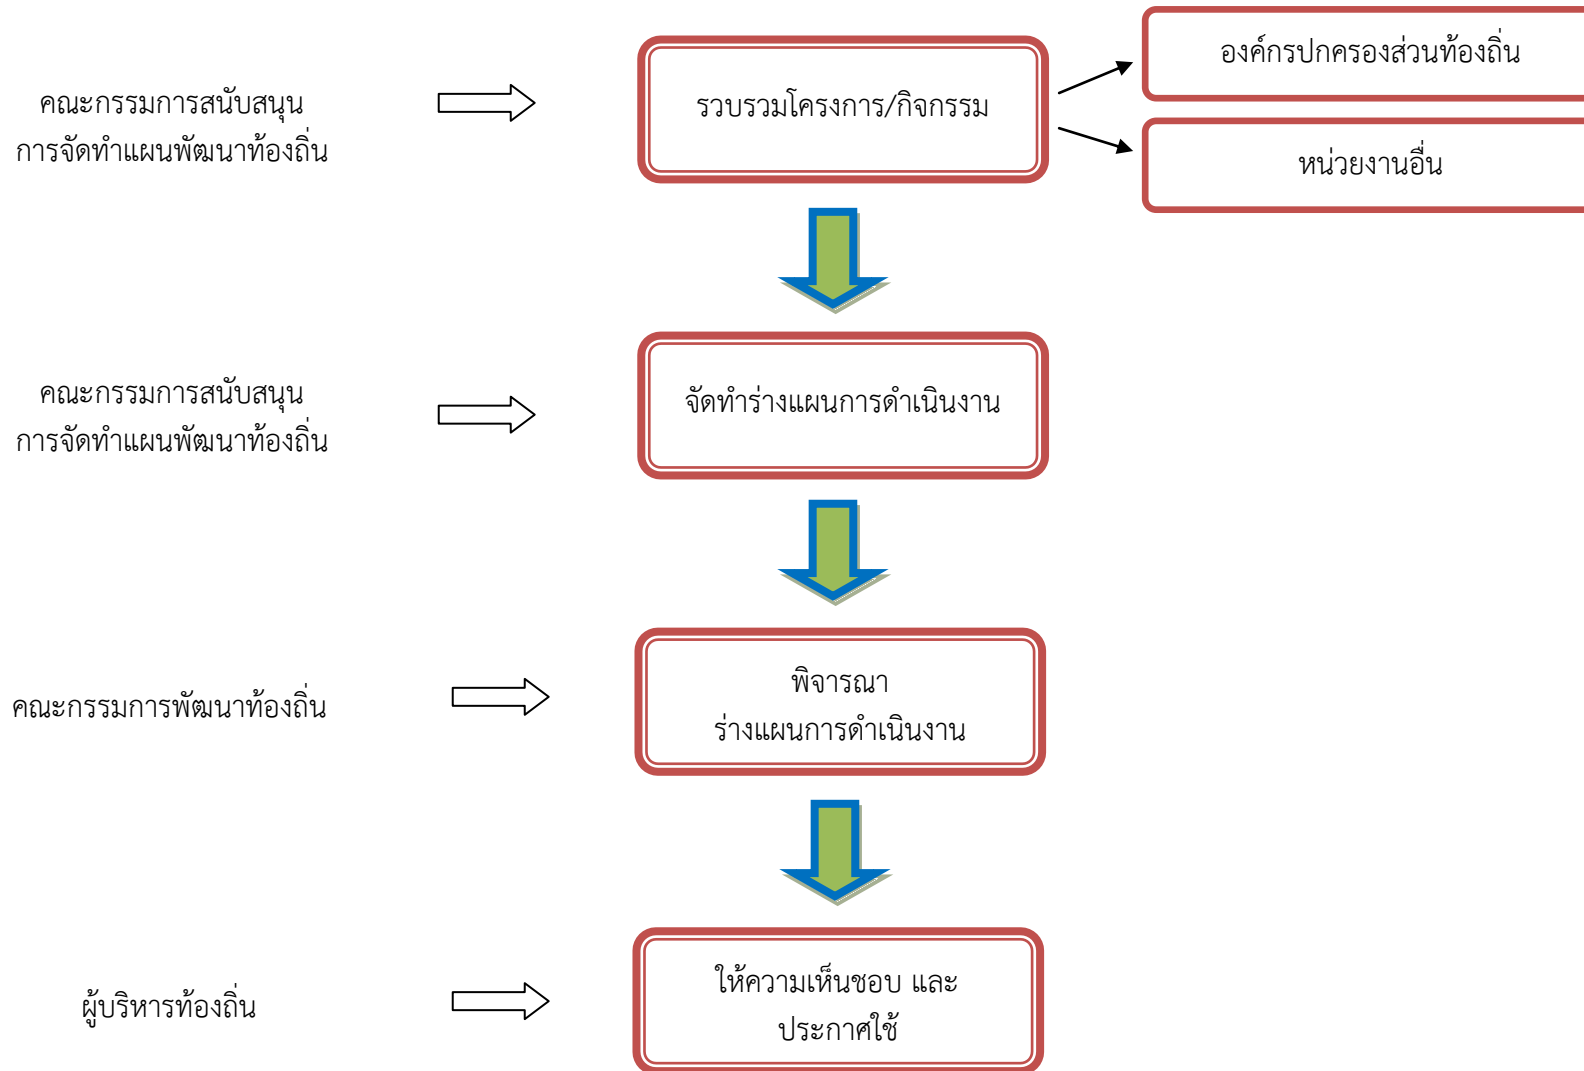 คณะกรรมการสนับสนุน
การจัดทำแผนพัฒนาท้องถิ่น
รวบรวมโครงการ/กิจกรรม
องค์กรปกครองส่วนท้องถิ่น
หน่วยงานอื่น
คณะกรรมการสนับสนุน
การจัดทำแผนพัฒนาท้องถิ่น
จัดทำร่างแผนการดำเนินงาน
คณะกรรมการพัฒนาท้องถิ่น
พิจารณา
ร่างแผนการดำเนินงาน
ผู้บริหารท้องถิ่น
ให้ความเห็นชอบ และ
ประกาศใช้